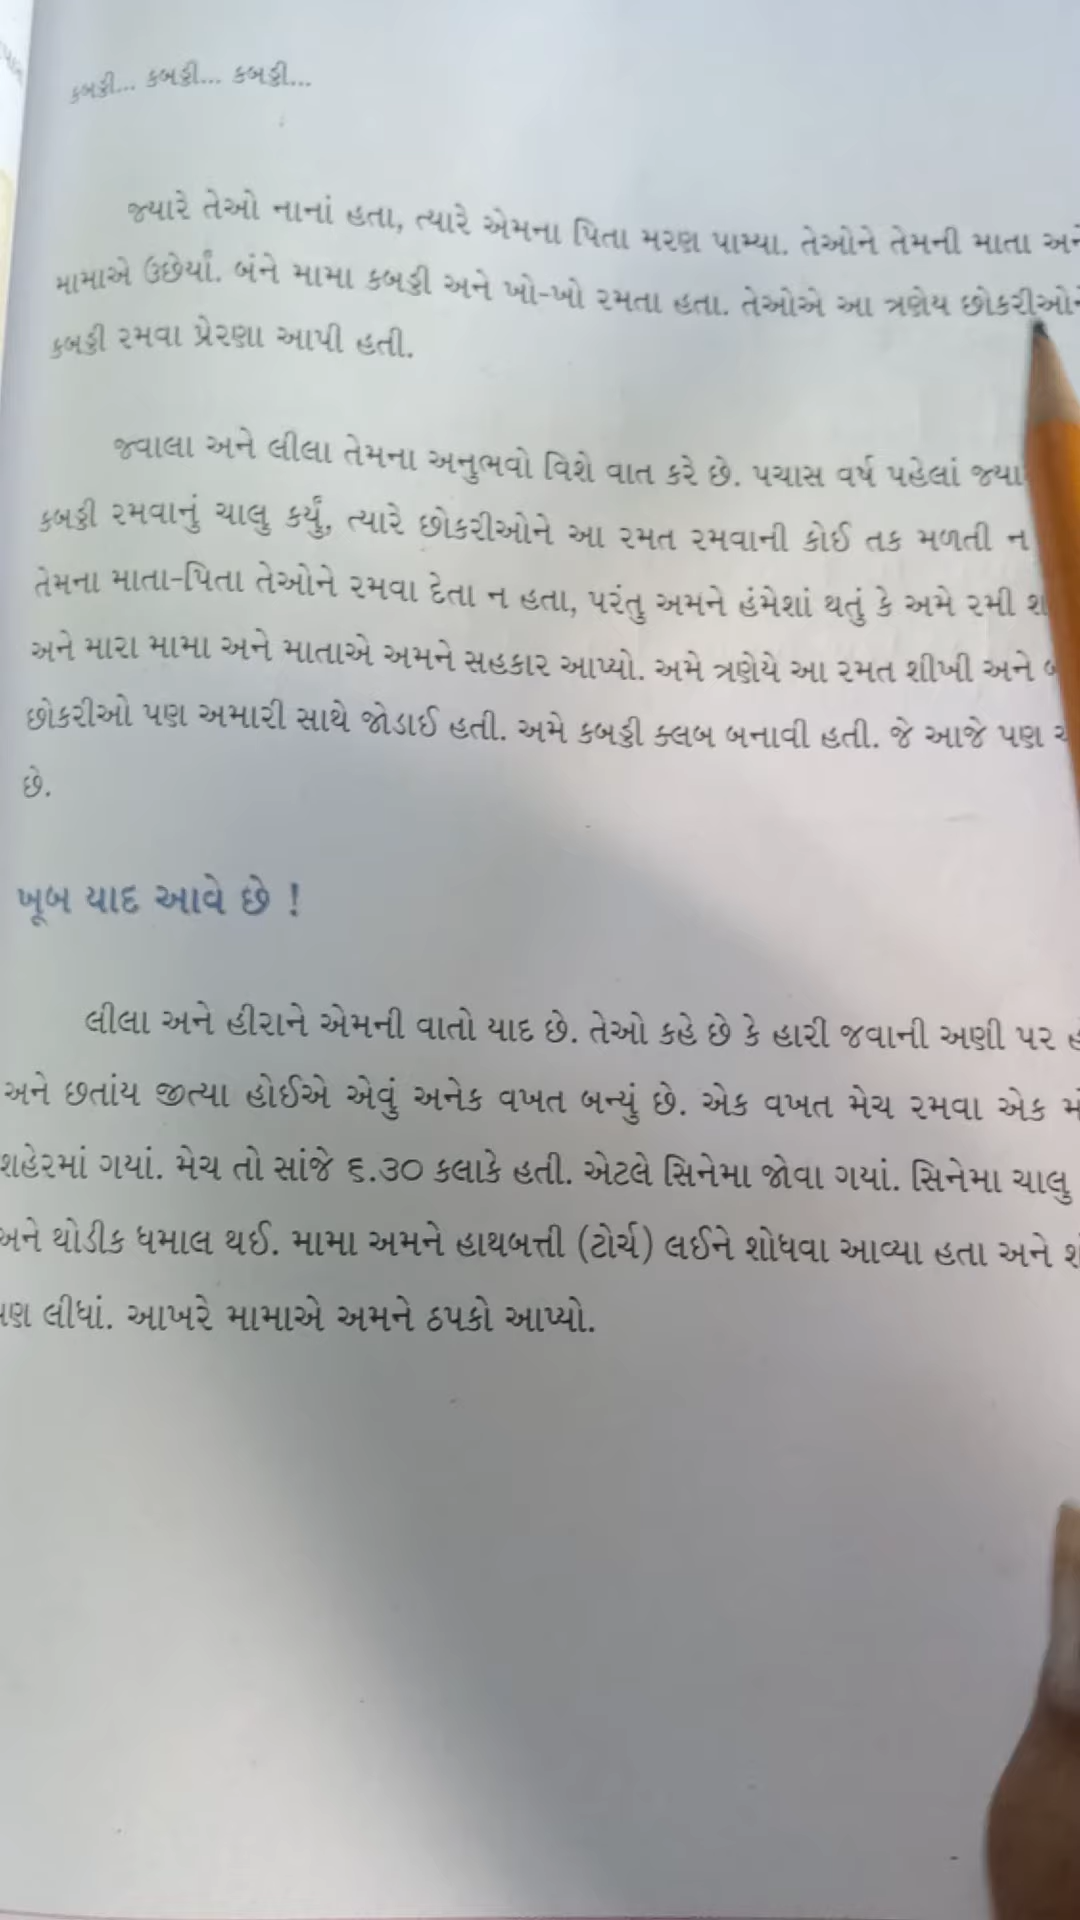 કબડ્ડી... કબડ્ડી... કબડ્ડી...
જ્યારે તેઓ નાનાં હતા, ત્યારે એમના પિતા મરણ પામ્યા. તેઓને તેમની માતા અને
મામાએ ઉછેર્યાં. બંને મામા કબડ્ડી અને ખો-ખો રમતા હતા. તેઓએ આ ત્રણેય છોકરીઓને
કબડ્ડી રમવા પ્રેરણા આપી હતી.
જ્વાલા અને લીલા તેમના અનુભવો વિશે વાત કરે છે. પચાસ વર્ષ પહેલાં
કબડ્ડી રમવાનું ચાલુ કર્યું, ત્યારે છોકરીઓને આ રમત રમવાની કોઈ તક મળતી ન
તેમના માતા-પિતા તેઓને રમવા દેતા ન હતા, પરંતુ અમને હંમેશાં થતું કે અમે રમી
અને મારા મામા અને માતાએ અમને સહકાર આપ્યો. અમે ત્રણેયે આ રમત શીખી અને
છોકરીઓ પણ અમારી સાથે જોડાઈ હતી. અમે કબડ્ડી ક્લબ બનાવી હતી. જે આજે પણ
છે.
ખૂબ યાદ આવે છે !
લીલા અને હીરાને એમની વાતો યાદ છે. તેઓ કહે છે કે હારી જવાની અણી પર
અને છતાંય જીત્યા હોઈએ એવું અનેક વખત બન્યું છે. એક વખત મેચ રમવા એક
શહેરમાં ગયાં. મેચ તો સાંજે ૬.૩૦ કલાકે હતી. એટલે સિનેમા જોવા ગયાં. સિનેમા ચાલુ
અને થોડીક ધમાલ થઈ. મામા અમને હાથબત્તી (ટોર્ચ) લઈને શોધવા આવ્યા હતા અને
લીધાં. આખરે મામાએ અમને ઠપકો આપ્યો.